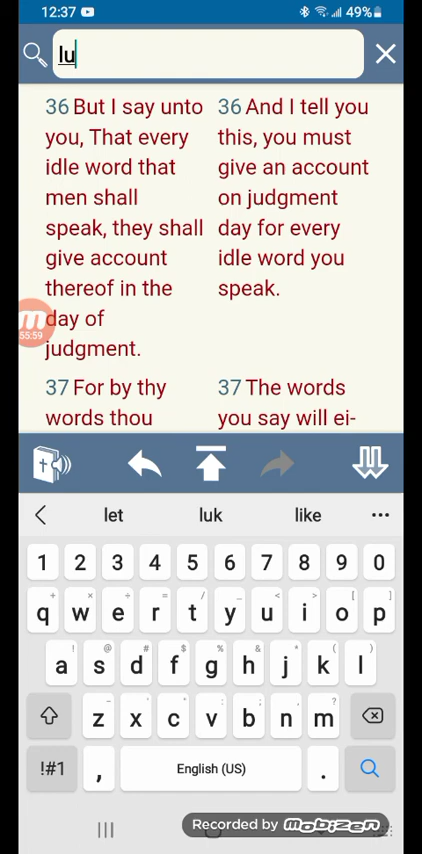 12:37 49%
lu
36 But I say unto
you, That every
idle word that
men shall
speak, they shall
give account
thereof in the
day of
judgment.
37 For by thy
words thou
36 And I tell you
this, you must
give an account
on judgment
day for every
idle word you
speak.
37 The words
you say will ei-
m
55:59
let luk like ...
1 2 3 4 5 6 7 8 9 0
+ × ÷ = / _ < > [ ]
q w e r t y u i o p
! @ # $ % & * ( )
a s d f g h j k l
- ' " : ; , ?
z x c v b n m
!#1 , English (US) .
Recorded by mobizen